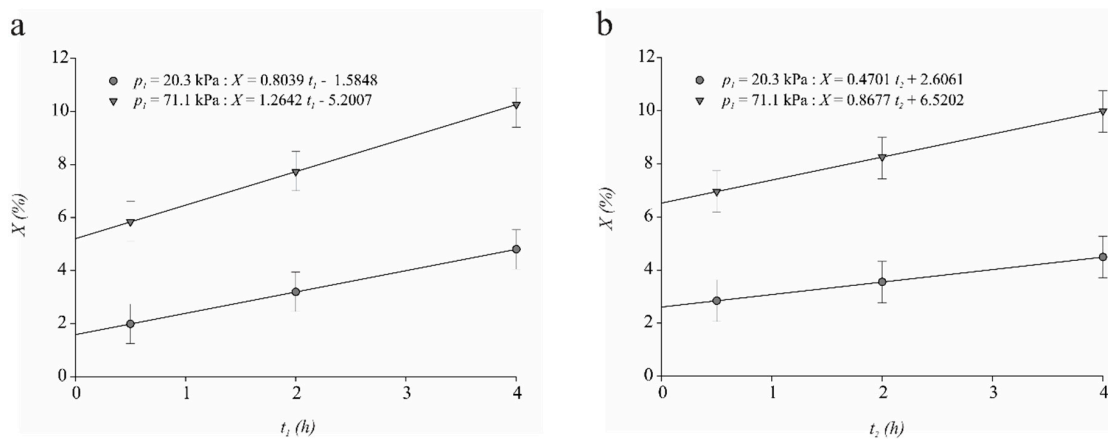 a
12
10
8
6
4
2
0
X (%)
p1 = 20.3 kPa : X = 0.8039 t1 - 1.5848
p1 = 71.1 kPa : X = 1.2642 t1 - 5.2007
0 1 2 3 4
t1 (h)
b
12
10
8
6
4
2
0
X (%)
p1 = 20.3 kPa : X = 0.4701 t2 + 2.6061
p1 = 71.1 kPa : X = 0.8677 t2 + 6.5202
0 1 2 3 4
t2 (h)